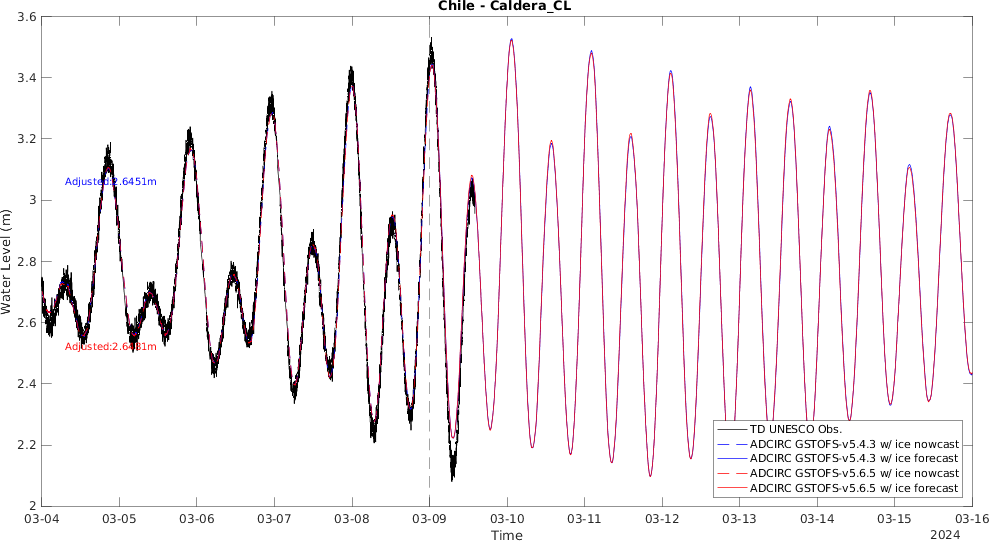 Chile - Caldera_CL
3.6
3.4
3.2
3
2.8
2.6
2.4
2.2
2
Water Level (m)
Adjusted:2.6451m
Adjusted:2.6481m
TD UNESCO Obs.
ADCIRC GSTOFS-v5.4.3 w/ ice nowcast
ADCIRC GSTOFS-v5.4.3 w/ ice forecast
ADCIRC GSTOFS-v5.6.5 w/ ice nowcast
ADCIRC GSTOFS-v5.6.5 w/ ice forecast
03-04 03-05 03-06 03-07 03-08 03-09 03-10 03-11 03-12 03-13 03-14 03-15 03-16
Time
2024